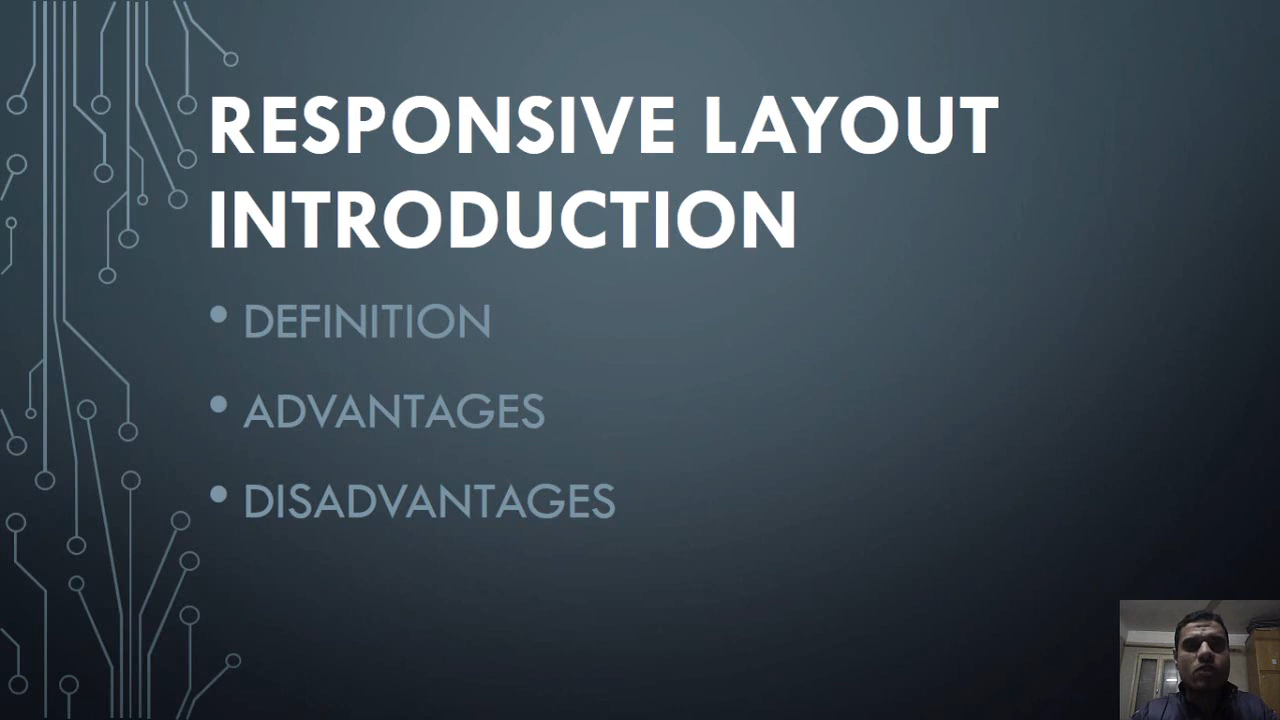 RESPONSIVE LAYOUT
INTRODUCTION
• DEFINITION
• ADVANTAGES
• DISADVANTAGES